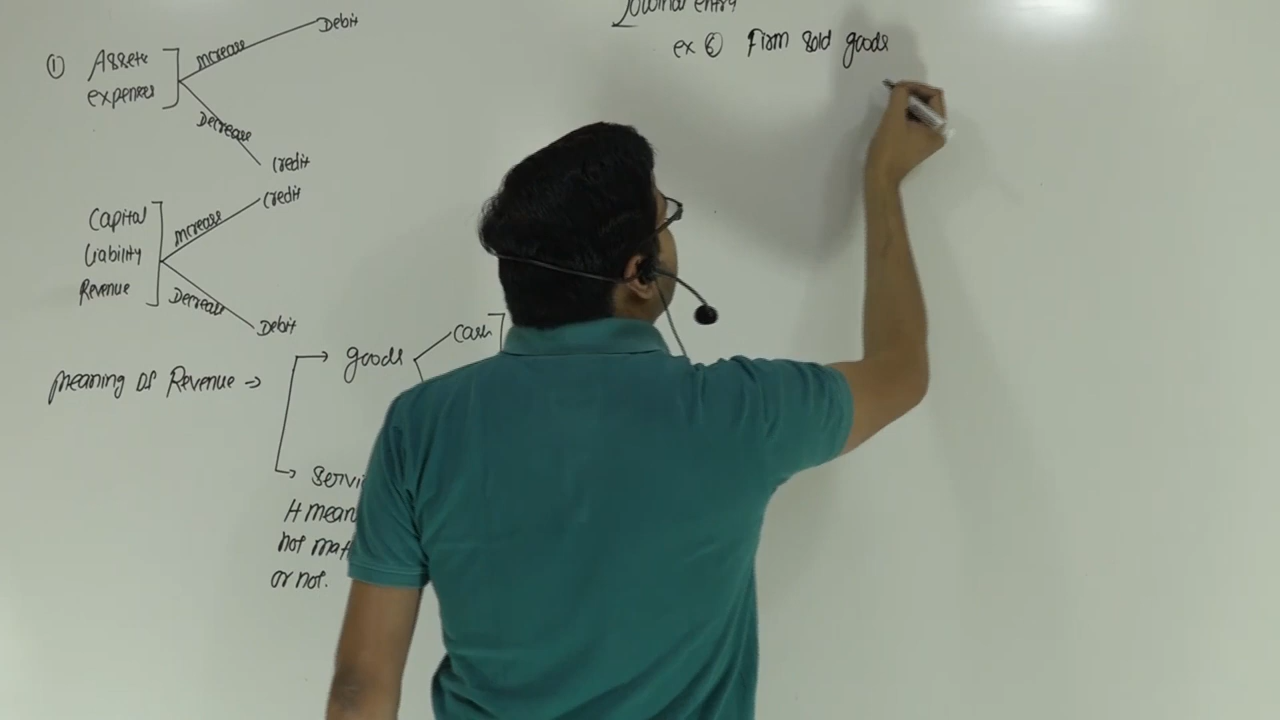 ① Assets
expenses
Increase
Debit
Decrease
Credit
Capital
Liability
Revenue
Increase
Credit
Decrease
Debit
Meaning of Revenue →
goods
Cash
Servi
It mean
not mat
or not.
Journal entry
ex Firm sold goods